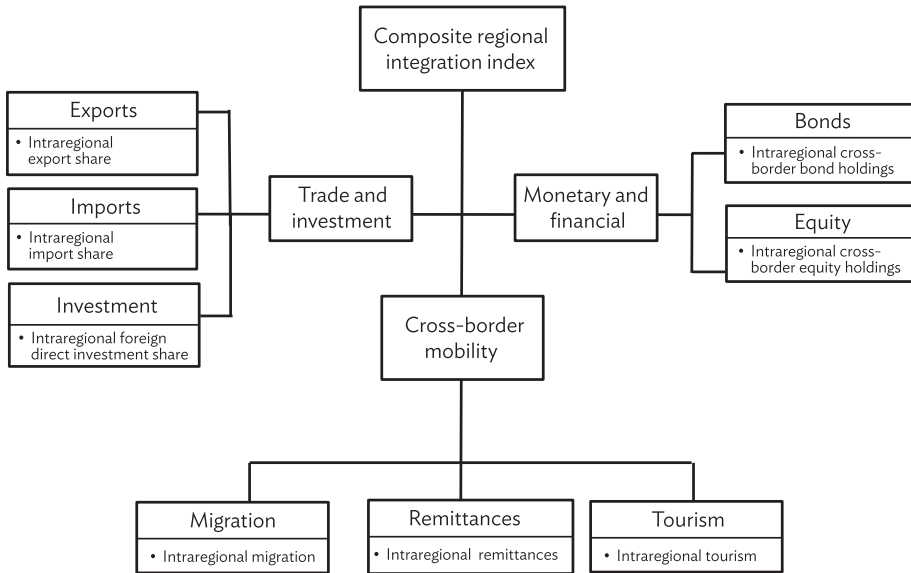 Composite regional
integration index
Exports
• Intraregional
export share
Imports
• Intraregional
import share
Investment
• Intraregional foreign
direct investment share
Trade and
investment
Monetary and
financial
Bonds
• Intraregional cross-
border bond holdings
Equity
• Intraregional cross-
border equity holdings
Cross-border
mobility
Migration
• Intraregional migration
Remittances
• Intraregional remittances
Tourism
• Intraregional tourism